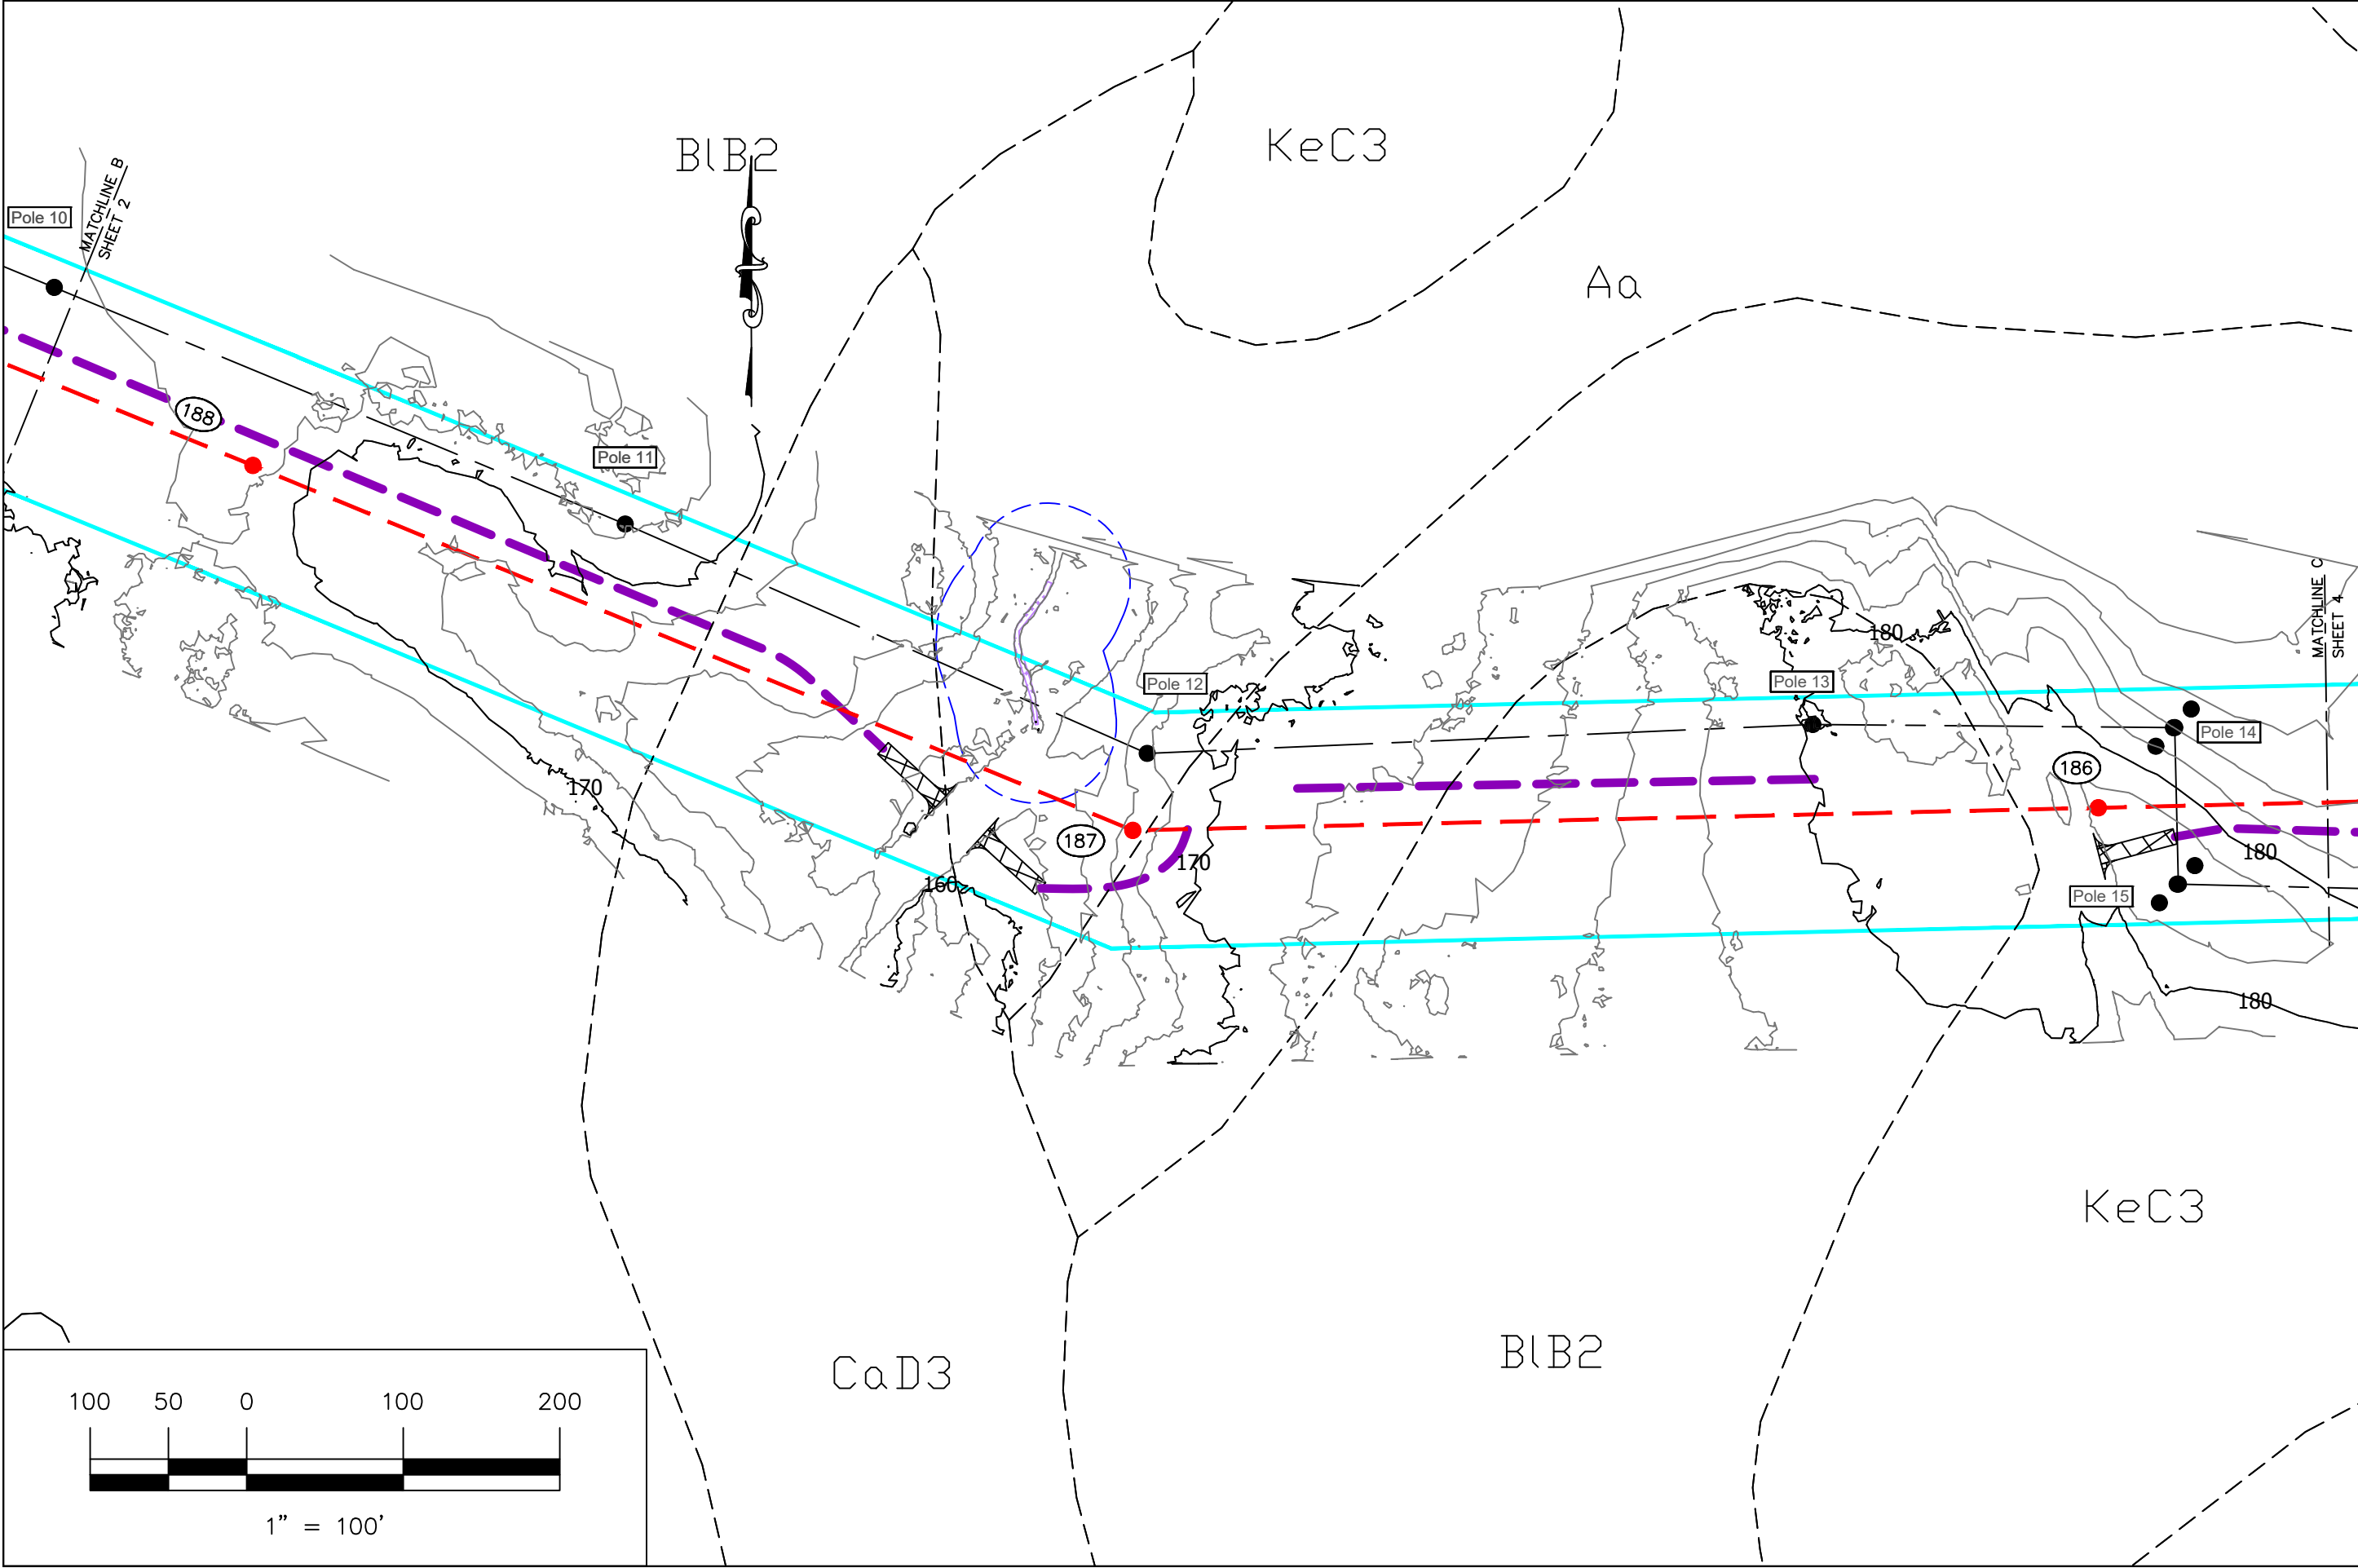 BlB2
KeC3
MATCHLINE B
SHEET 2
Pole 10
Aa
188
Pole 11
MATCHLINE C
SHEET 4
180
Pole 12
Pole 13
Pole 14
186
170
187
170
180
160
Pole 15
180
KeC3
BlB2
CaD3
100 50 0 100 200
1" = 100'